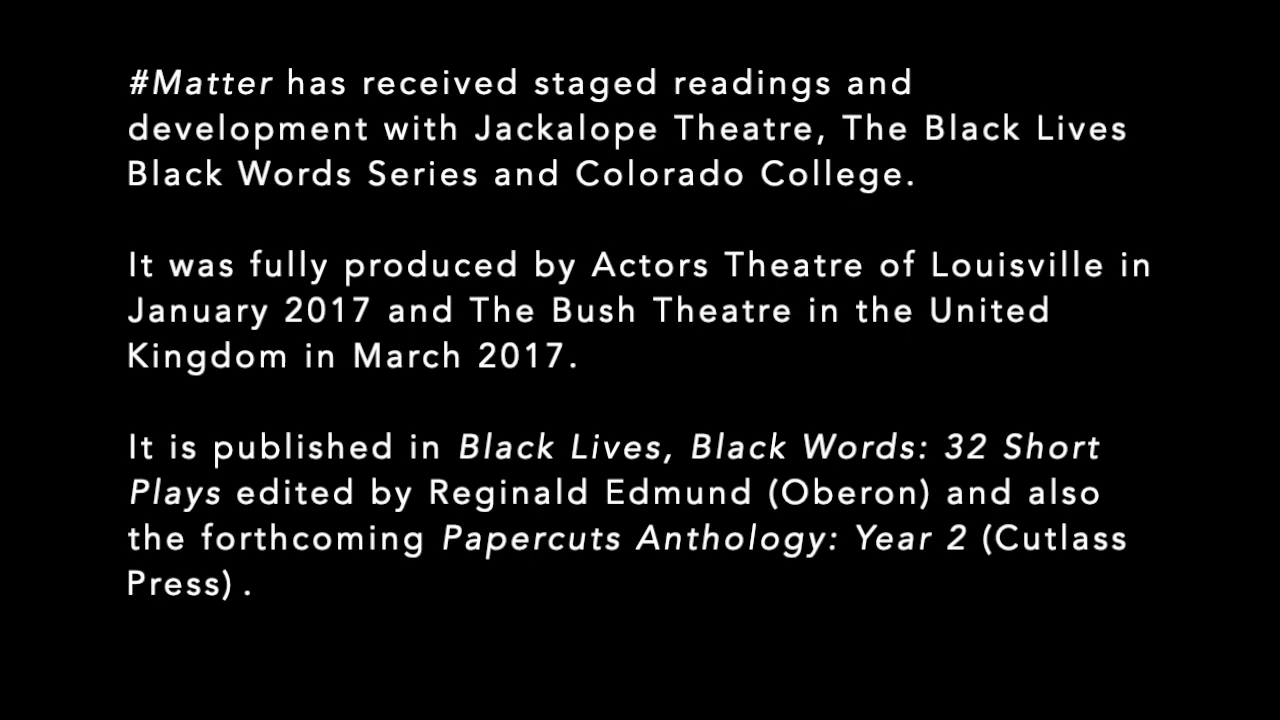 #Matter has received staged readings and
development with Jackalope Theatre, The Black Lives
Black Words Series and Colorado College.
It was fully produced by Actors Theatre of Louisville in
January 2017 and The Bush Theatre in the United
Kingdom in March 2017.
It is published in Black Lives, Black Words: 32 Short
Plays edited by Reginald Edmund (Oberon) and also
the forthcoming Papercuts Anthology: Year 2 (Cutlass
Press) .